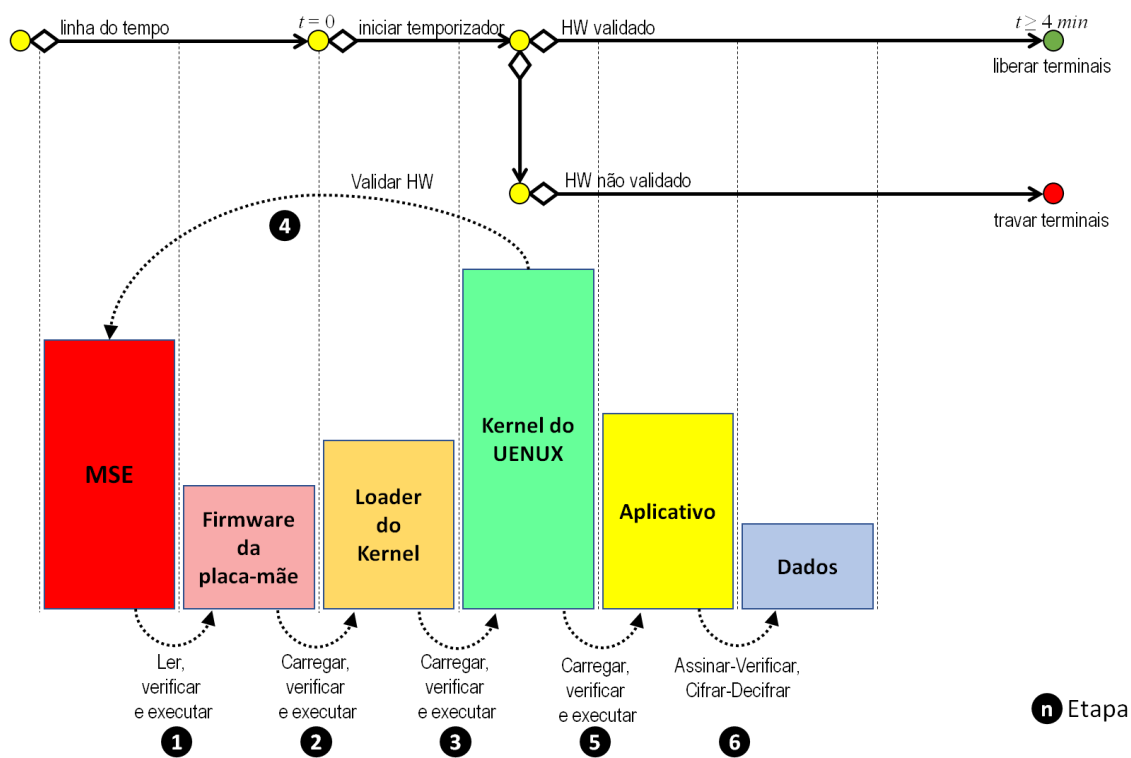 linha do tempo
t = 0
iniciar temporizador
HW validado
t ≥ 4 min
liberar terminais
HW não validado
travar terminais
Validar HW
4
MSE
Firmware
da
placa-mãe
Loader
do
Kernel
Kernel do
UENUX
Aplicativo
Dados
Ler,
verificar
e executar
1
Carregar,
verificar
e executar
2
Carregar,
verificar
e executar
3
Carregar,
verificar
e executar
5
Assinar-Verificar,
Cifrar-Decifrar
6
n Etapa